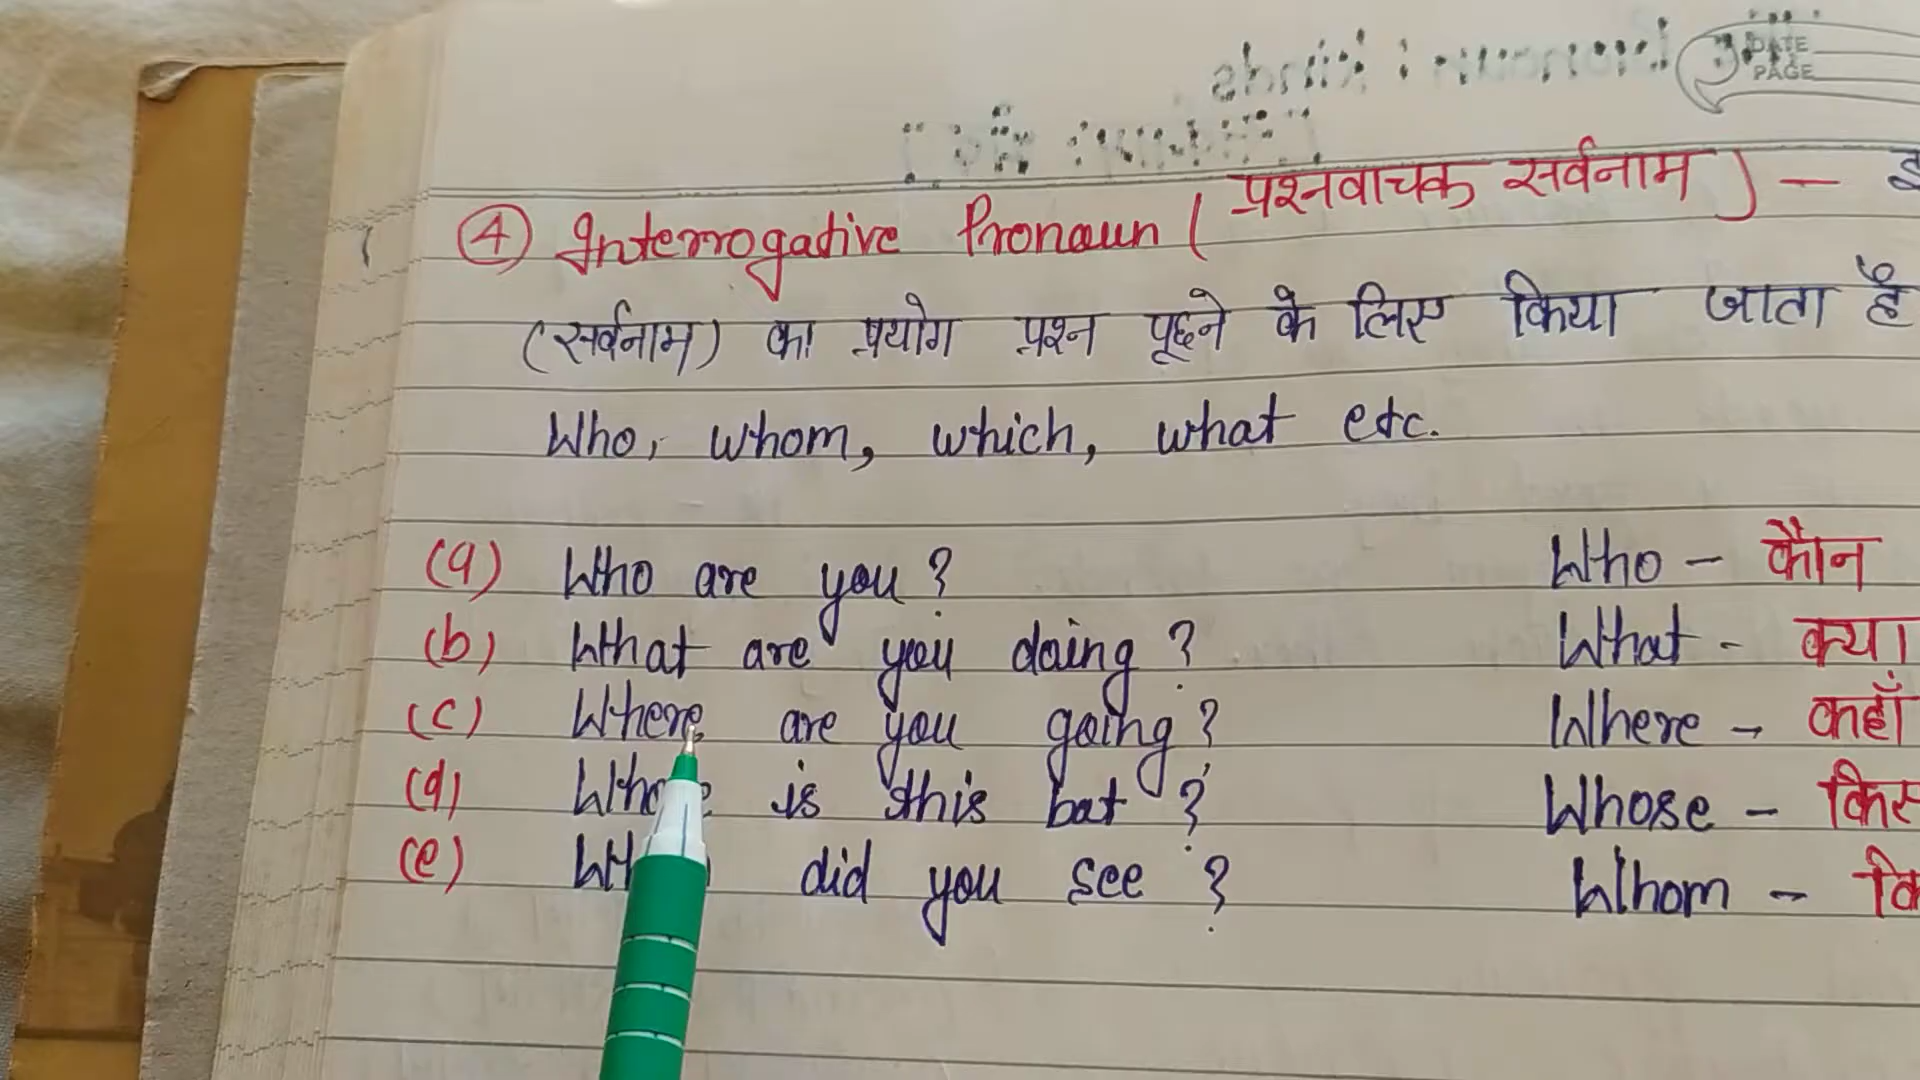 DATE
PAGE
④ Interrogative Pronoun ( प्रश्नवाचक सर्वनाम ) – इ
(सर्वनाम) का प्रयोग प्रश्न पूछने के लिए किया जाता है
Who, whom, which, what etc.
(a) Who are you ? Who – कौन
(b) What are you doing ? What - क्या
(c) Where are you going ? Where – कहाँ
(d) is this bat ? Whose – किस
(e) did you see ? Whom – कि